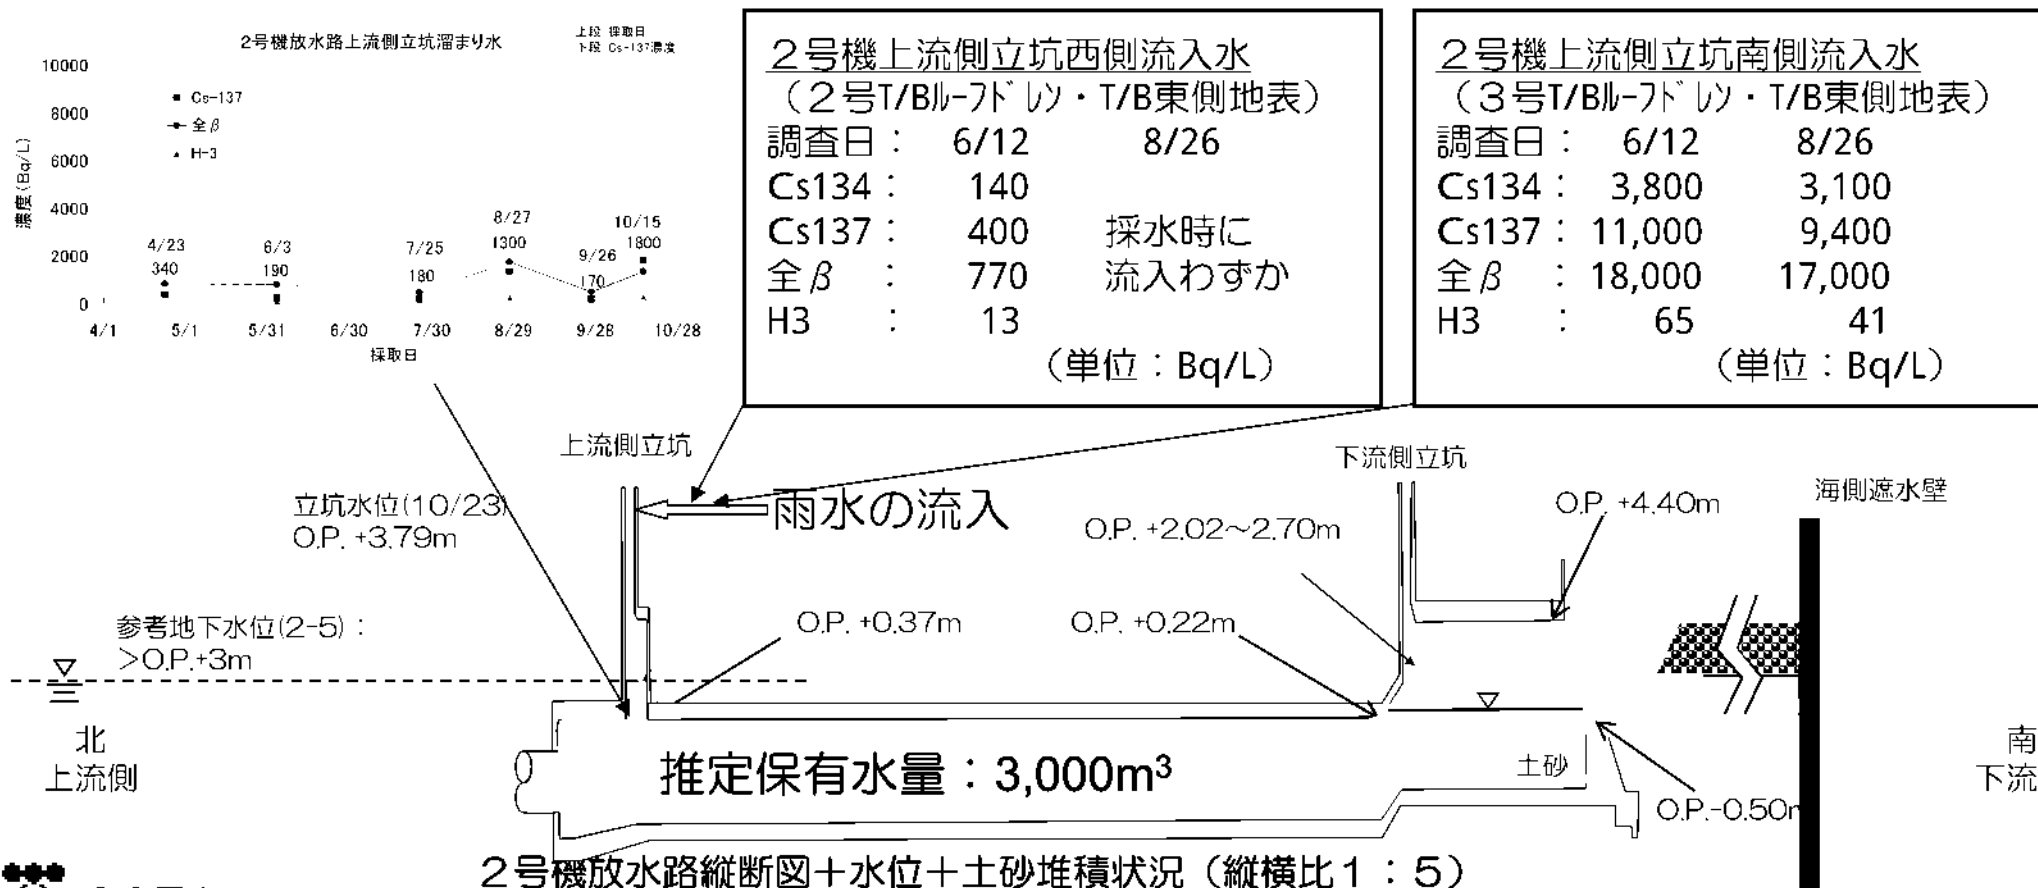 2号機放水路上流側立坑溜まり水
上段 採取日
下段 Cs-137濃度
10000
8000
6000
4000
2000
0
濃度(Bq/L)
Cs-137
全β
H-3
4/23
340
6/3
190
7/25
180
8/27
1300
9/26
170
10/15
1800
4/1 5/1 5/31 6/30 7/30 8/29 9/28 10/28
採取日
2号機上流側立坑西側流入水
(2号T/Bルーフドレン・T/B東側地表)
調査日: 6/12 8/26
Cs134: 140
Cs137: 400 採水時に
全β : 770 流入わずか
H3 : 13
(単位:Bq/L)
2号機上流側立坑南側流入水
(3号T/Bルーフドレン・T/B東側地表)
調査日: 6/12 8/26
Cs134: 3,800 3,100
Cs137: 11,000 9,400
全β : 18,000 17,000
H3 : 65 41
(単位:Bq/L)
上流側立坑
下流側立坑
海側遮水壁
立坑水位(10/23)
O.P. +3.79m
雨水の流入
O.P. +2.02~2.70m
O.P. +4.40m
参考地下水位(2-5):
>O.P.+3m
O.P. +0.37m
O.P. +0.22m
北
上流側
推定保有水量:3,000m³
土砂
O.P.-0.50m
南
下流
2号機放水路縦断図+水位+土砂堆積状況(縦横比1:5)